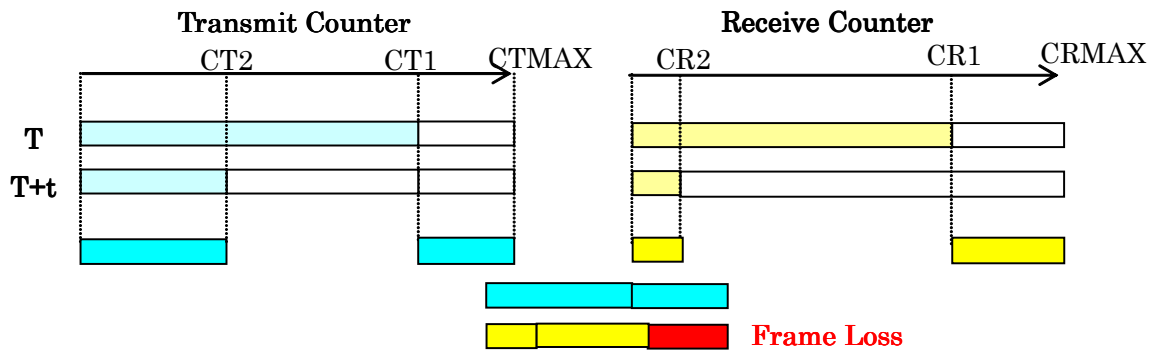 Transmit Counter
Receive Counter
CT2 CT1 CTMAX
CR2 CR1 CRMAX
T
T+t
Frame Loss